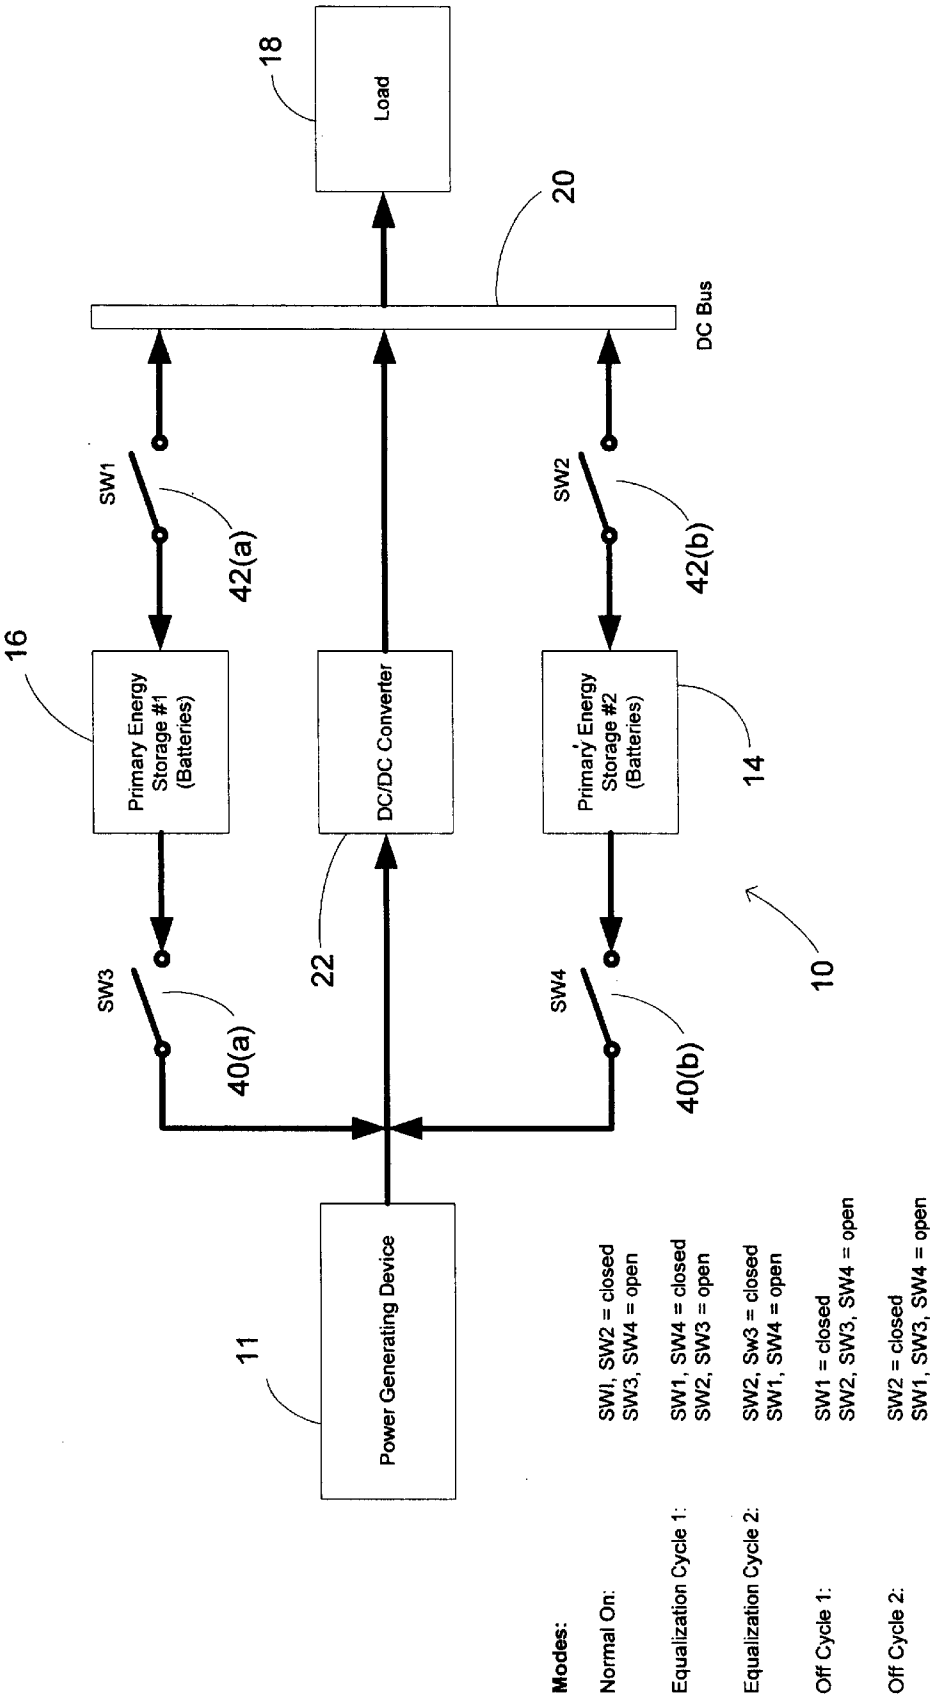 11
Power Generating Device
SW3
40(a)
SW4
40(b)
10
22
16
Primary Energy
Storage #1
(Batteries)
DC/DC Converter
Primary Energy
Storage #2
(Batteries)
14
SW1
42(a)
SW2
42(b)
DC Bus
20
18
Load
Modes:
Normal On: SWI, SW2 = closed
SW3, SW4 = open
Equalization Cycle 1: SW1, SW4 = closed
SW2, SW3 = open
Equalization Cycle 2: SW2, Sw3 = closed
SW1, SW4 = open
Off Cycle 1: SW1 = closed
SW2, SW3, SW4 = open
Off Cycle 2: SW2 = closed
SW1, SW3, SW4 = open